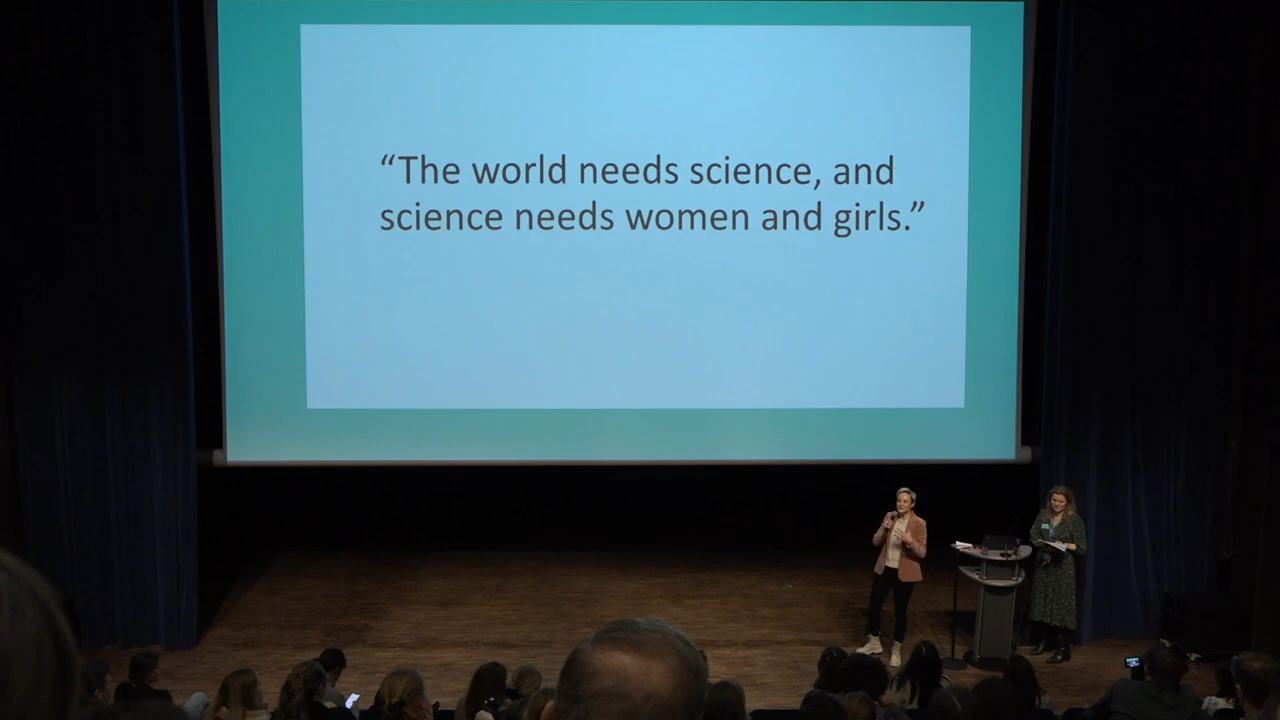 “The world needs science, and
science needs women and girls.”